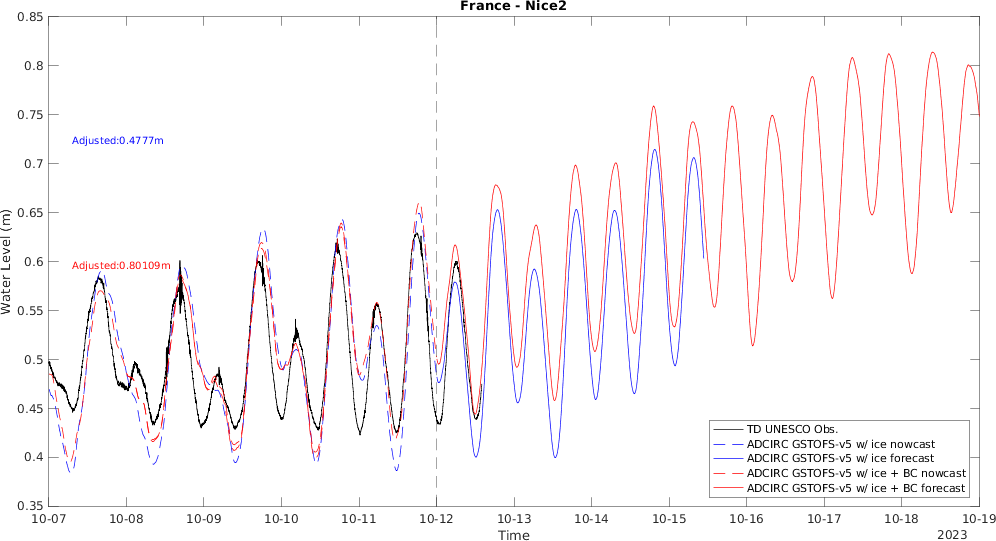 France - Nice2
0.85
0.8
0.75
0.7
0.65
0.6
0.55
0.5
0.45
0.4
0.35
Water Level (m)
Adjusted:0.4777m
Adjusted:0.80109m
TD UNESCO Obs.
ADCIRC GSTOFS-v5 w/ ice nowcast
ADCIRC GSTOFS-v5 w/ ice forecast
ADCIRC GSTOFS-v5 w/ ice + BC nowcast
ADCIRC GSTOFS-v5 w/ ice + BC forecast
10-07 10-08 10-09 10-10 10-11 10-12 10-13 10-14 10-15 10-16 10-17 10-18 10-19
Time
2023